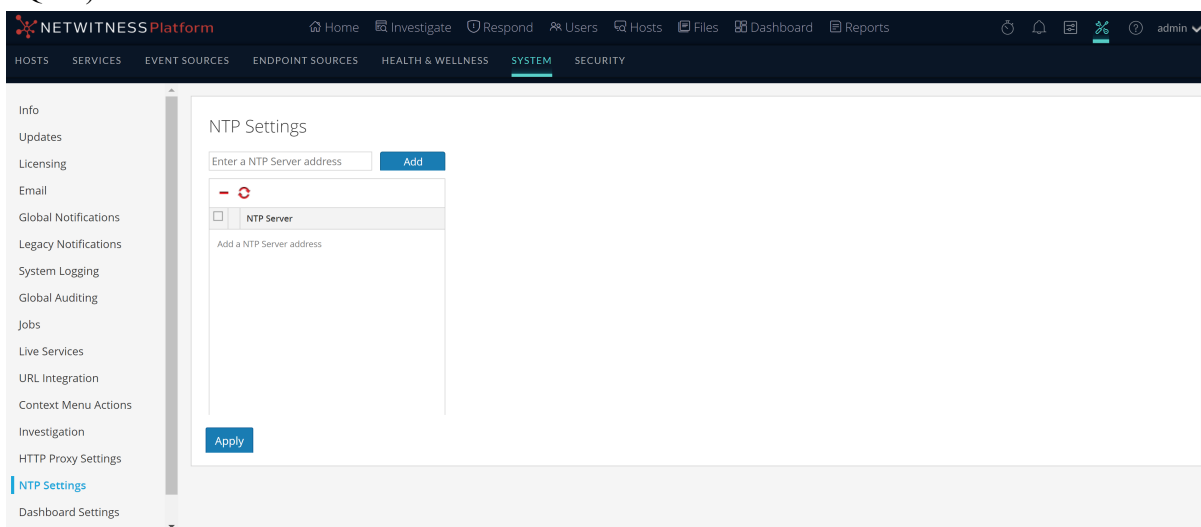 NETWITNESS Platform
Home Investigate Respond Users Hosts Files Dashboard Reports
admin
HOSTS SERVICES EVENT SOURCES ENDPOINT SOURCES HEALTH & WELLNESS SYSTEM SECURITY
Info
Updates
Licensing
Email
Global Notifications
Legacy Notifications
System Logging
Global Auditing
Jobs
Live Services
URL Integration
Context Menu Actions
Investigation
HTTP Proxy Settings
NTP Settings
Dashboard Settings
NTP Settings
Enter a NTP Server address Add
NTP Server
Add a NTP Server address
Apply